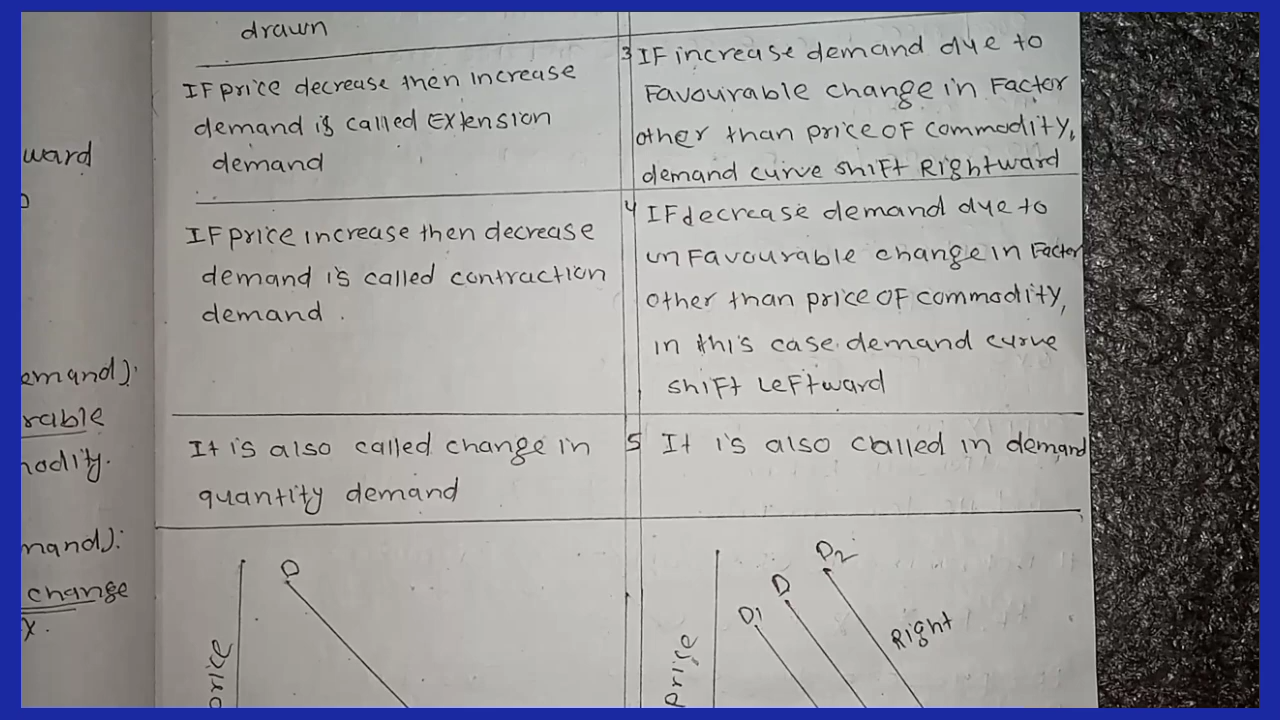 drawn
IF price decrease then increase
demand is called Extension
demand
3 IF increase demand due to
Favourable change in Factor
other than price of commodity,
demand curve shift Rightward
ward
IF price increase then decrease
demand is called contraction
demand .
4 IF decrease demand due to
un Favourable change in Factor
other than price of commodity,
in this case demand curve
shift Leftward
emand):
rable
nodity.
It is also called change in
quantity demand
5 It is also called in demand
mand):
change
x.
D
price
D1
D
D2
Right
price